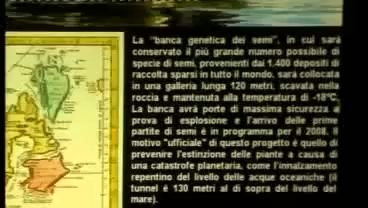 La "banca genetica dei semi", in cui sarà
conservato il più grande numero possibile di
specie di semi, provenienti dai 1.400 depositi di
raccolta sparsi in tutto il mondo, sarà collocata
in una galleria lunga 120 metri, scavata nella
roccia e mantenuta alla temperatura di -18°C.
La banca avrà porte di massima sicurezza a
prova di esplosione e l'arrivo delle prime
partite di semi è in programma per il 2008. Il
motivo "ufficiale" di questo progetto è quello di
prevenire l'estinzione delle piante a causa di
una catastrofe planetaria, come l'innalzamento
repentino del livello delle acque oceaniche (il
tunnel è 130 metri al di sopra del livello del
mare).